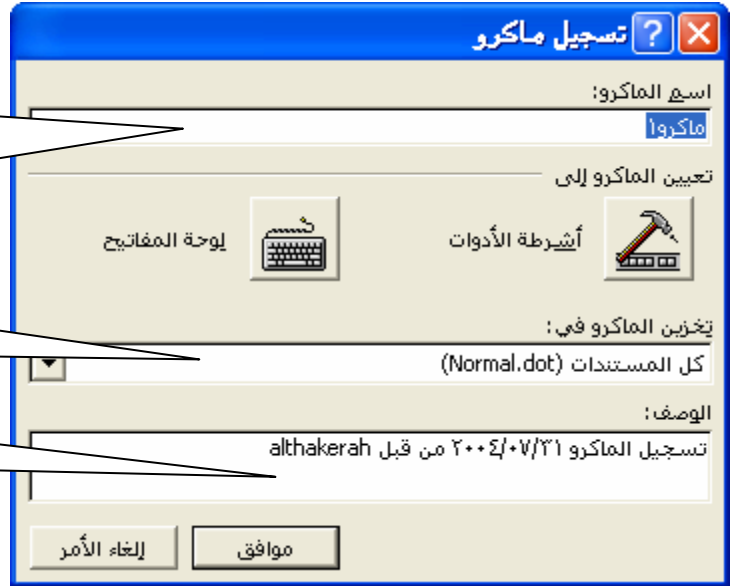 تسجيل ماكرو
اسم الماكرو:
ماكرو١
تعيين الماكرو إلى
أشرطة الأدوات
لوحة المفاتيح
تخزين الماكرو في:
كل المستندات (Normal.dot)
الوصف:
تسجيل الماكرو ٢٠٠٤/٠٧/٣١ من قبل althakerah
موافق
إلغاء الأمر